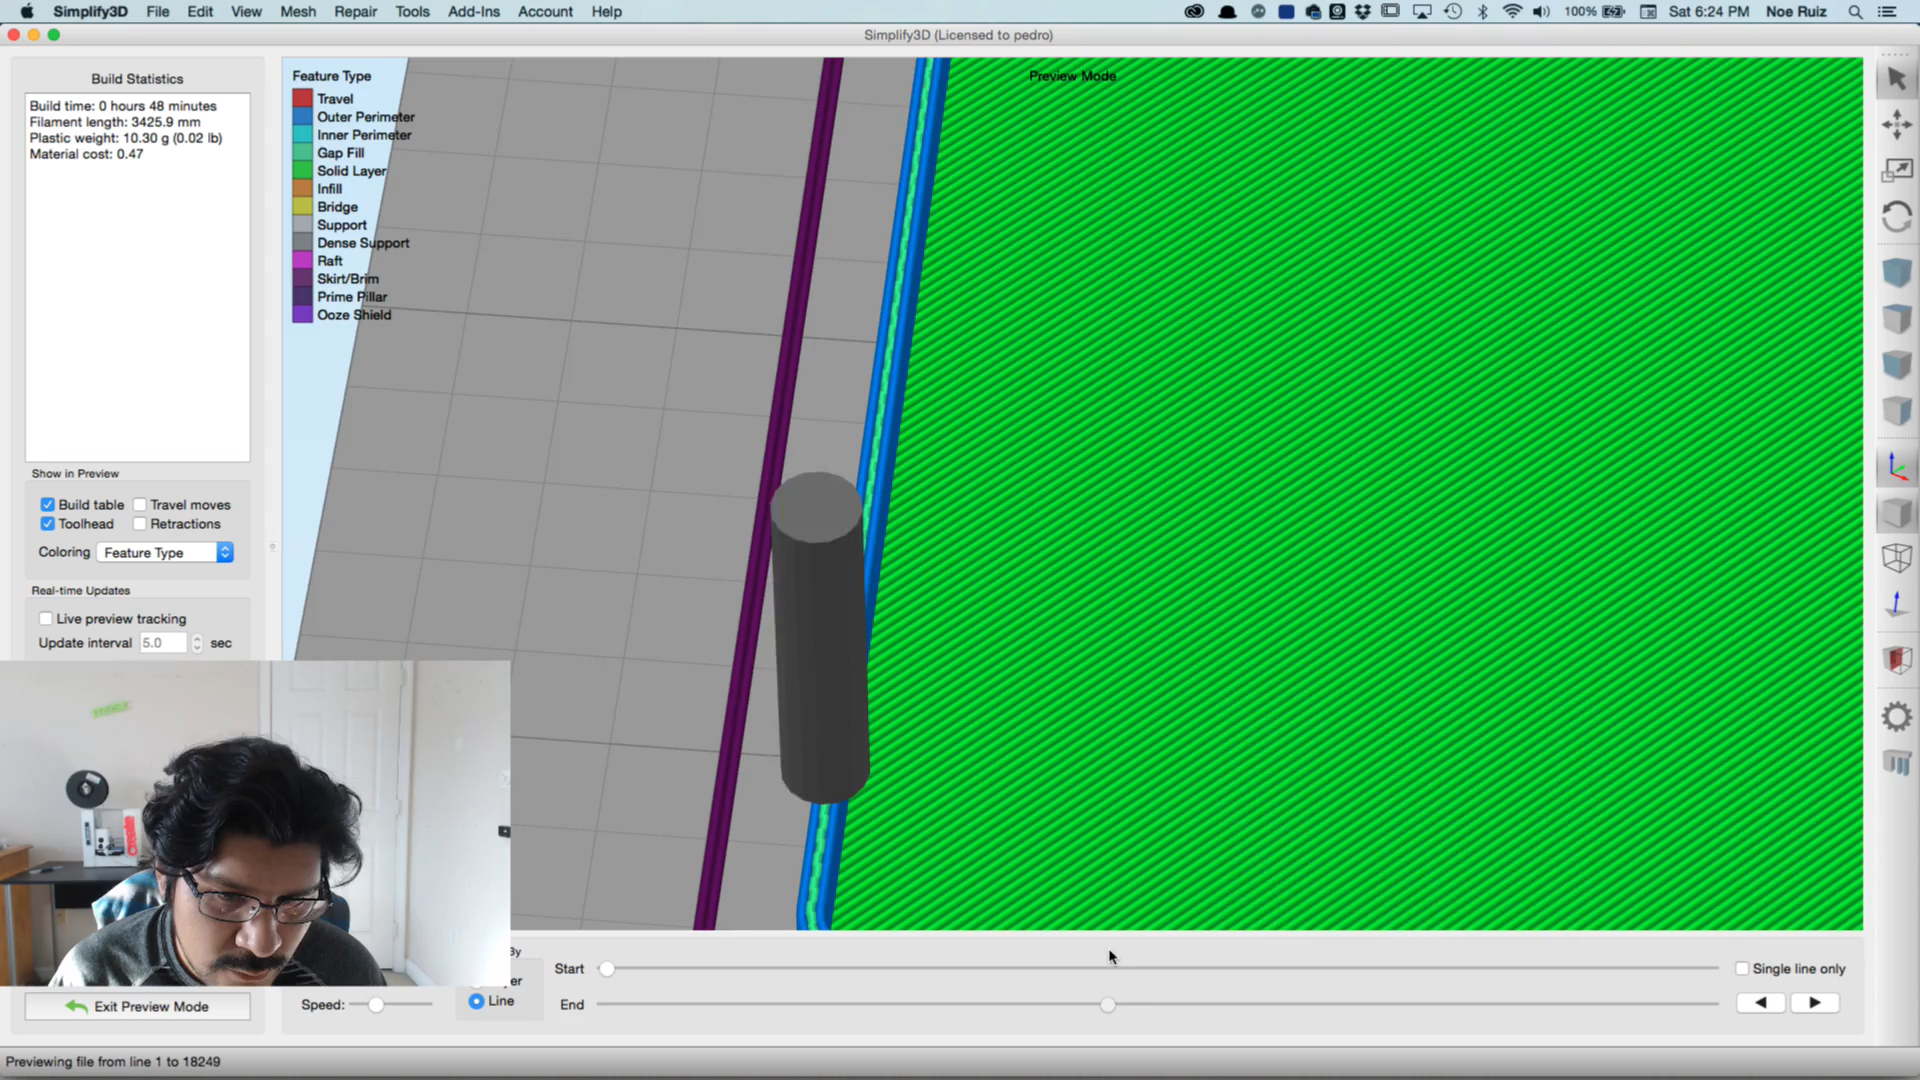 Simplify3D File Edit View Mesh Repair Tools Add-Ins Account Help 100% Sat 6:24 PM Noe Ruiz
Simplify3D (Licensed to pedro)
Build Statistics
Build time: 0 hours 48 minutes
Filament length: 3425.9 mm
Plastic weight: 10.30 g (0.02 lb)
Material cost: 0.47
Show in Preview
Build table Travel moves
Toolhead Retractions
Coloring Feature Type
Real-time Updates
Live preview tracking
Update interval 5.0 sec
Feature Type
Travel
Outer Perimeter
Inner Perimeter
Gap Fill
Solid Layer
Infill
Bridge
Support
Dense Support
Raft
Skirt/Brim
Prime Pillar
Ooze Shield
Preview Mode
By
Start Single line only
Exit Preview Mode Speed: Line End
Previewing file from line 1 to 18249